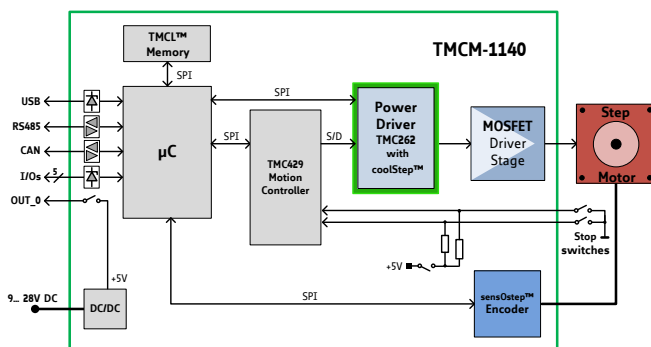 TMCL™
Memory
TMCM-1140
SPI
USB
RS485
CAN
I/Os
5
OUT_0
µC
SPI
SPI
S/D
TMC429
Motion
Controller
Power
Driver
TMC262
with
coolStep™
MOSFET
Driver
Stage
Step
Motor
Stop
switches
+5V
+5V
9... 28V DC
DC/DC
SPI
sensOstep™
Encoder